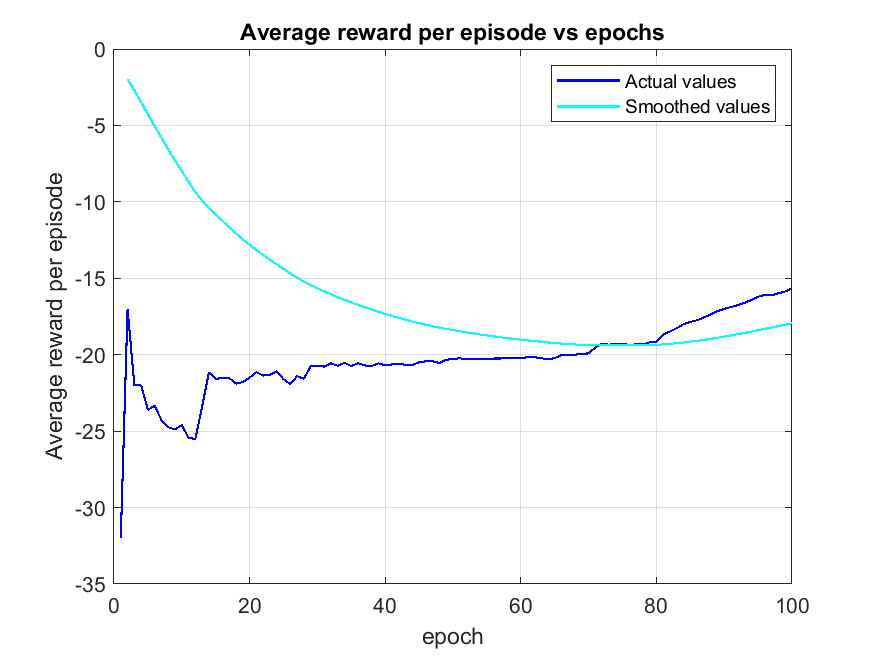 Average reward per episode vs epochs
Actual values
Smoothed values
Average reward per episode
0
-5
-10
-15
-20
-25
-30
-35
0 20 40 60 80 100
epoch